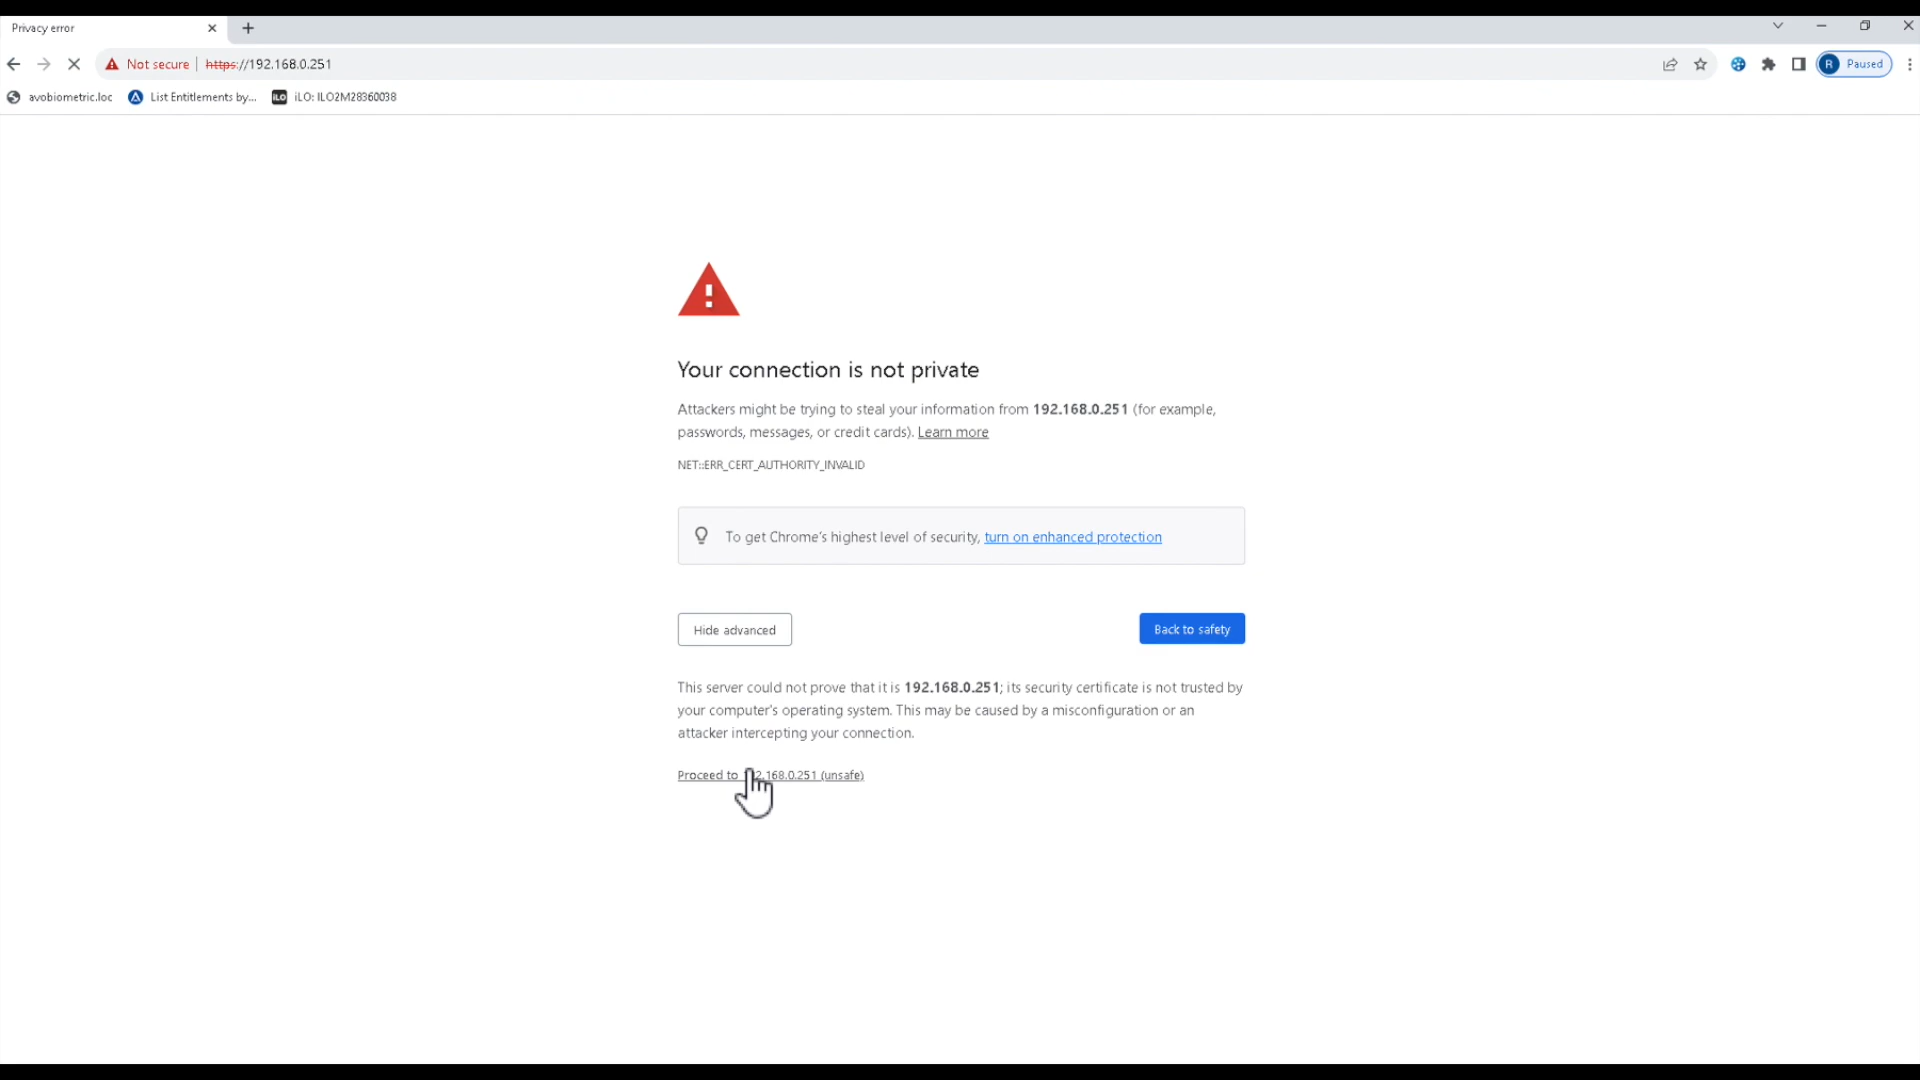 Privacy error
Not secure https://192.168.0.251
R Paused
avobiometric.loc List Entitlements by... iLO iLO: ILO2M28360038
Your connection is not private
Attackers might be trying to steal your information from 192.168.0.251 (for example,
passwords, messages, or credit cards). Learn more
NET::ERR_CERT_AUTHORITY_INVALID
To get Chrome's highest level of security, turn on enhanced protection
Hide advanced
Back to safety
This server could not prove that it is 192.168.0.251; its security certificate is not trusted by
your computer's operating system. This may be caused by a misconfiguration or an
attacker intercepting your connection.
Proceed to 192.168.0.251 (unsafe)